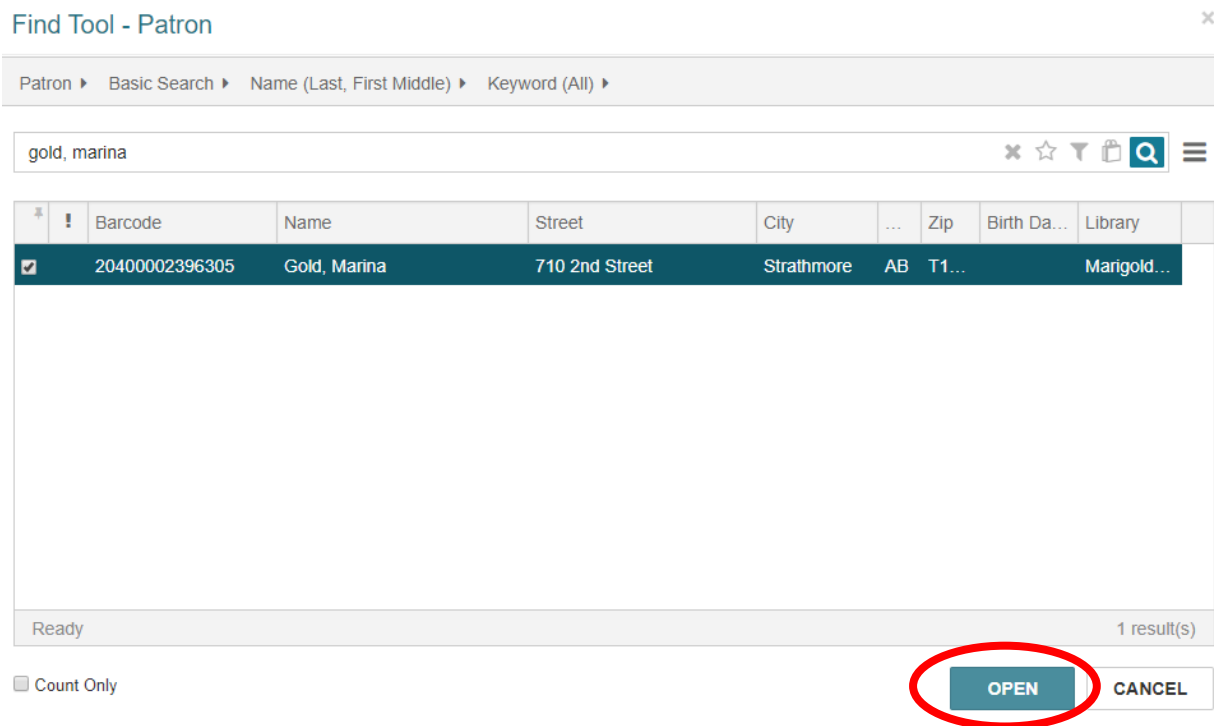 Find Tool - Patron
Patron Basic Search Name (Last, First Middle) Keyword (All)
gold, marina
! Barcode Name Street City ... Zip Birth Da... Library
20400002396305 Gold, Marina 710 2nd Street Strathmore AB T1... Marigold...
Ready 1 result(s)
Count Only OPEN CANCEL